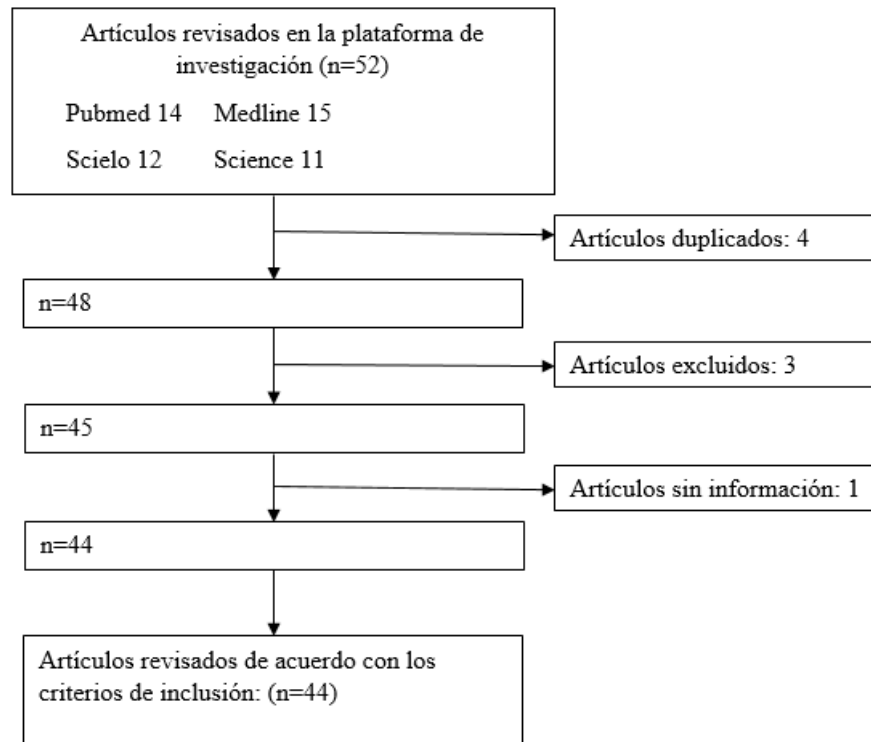 Artículos revisados en la plataforma de
investigación (n=52)
Pubmed 14 Medline 15
Scielo 12 Science 11
Artículos duplicados: 4
n=48
Artículos excluidos: 3
n=45
Artículos sin información: 1
n=44
Artículos revisados de acuerdo con los
criterios de inclusión: (n=44)